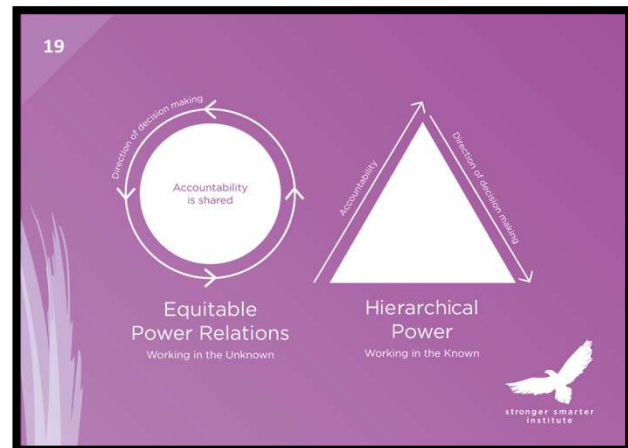 19
Direction of decision making
Accountability
is shared
Equitable
Power Relations
Working in the Unknown
Accountability
Direction of decision making
Hierarchical
Power
Working in the Known
stronger smarter
institute